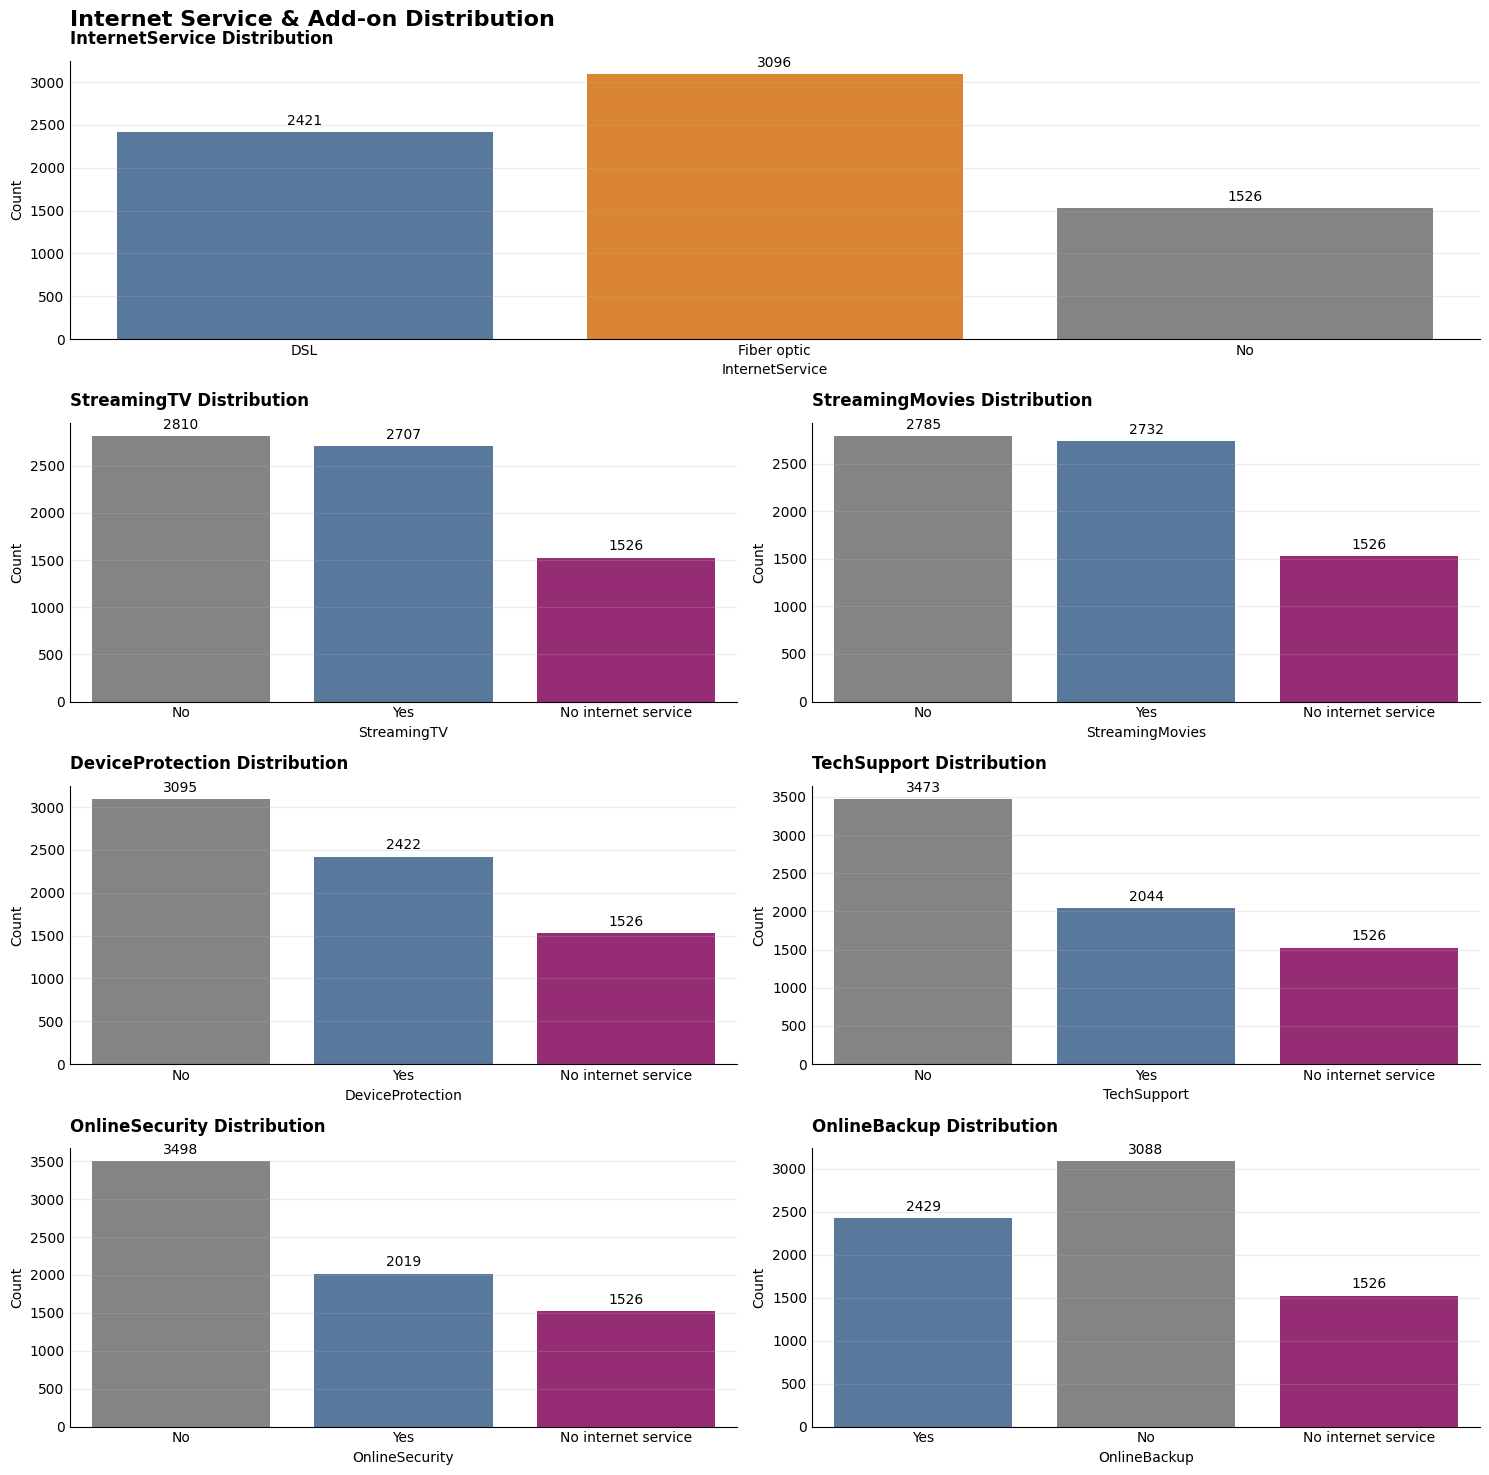 Internet Service & Add-on Distribution
InternetService Distribution
Count
3000
2500
2000
1500
1000
500
0
2421
3096
1526
DSL
Fiber optic
No
InternetService
StreamingTV Distribution
Count
2500
2000
1500
1000
500
0
2810
2707
1526
No
Yes
No internet service
StreamingTV
StreamingMovies Distribution
Count
2500
2000
1500
1000
500
0
2785
2732
1526
No
Yes
No internet service
StreamingMovies
DeviceProtection Distribution
Count
3000
2500
2000
1500
1000
500
0
3095
2422
1526
No
Yes
No internet service
DeviceProtection
TechSupport Distribution
Count
3500
3000
2500
2000
1500
1000
500
0
3473
2044
1526
No
Yes
No internet service
TechSupport
OnlineSecurity Distribution
Count
3500
3000
2500
2000
1500
1000
500
0
3498
2019
1526
No
Yes
No internet service
OnlineSecurity
OnlineBackup Distribution
Count
3000
2500
2000
1500
1000
500
0
2429
3088
1526
Yes
No
No internet service
OnlineBackup